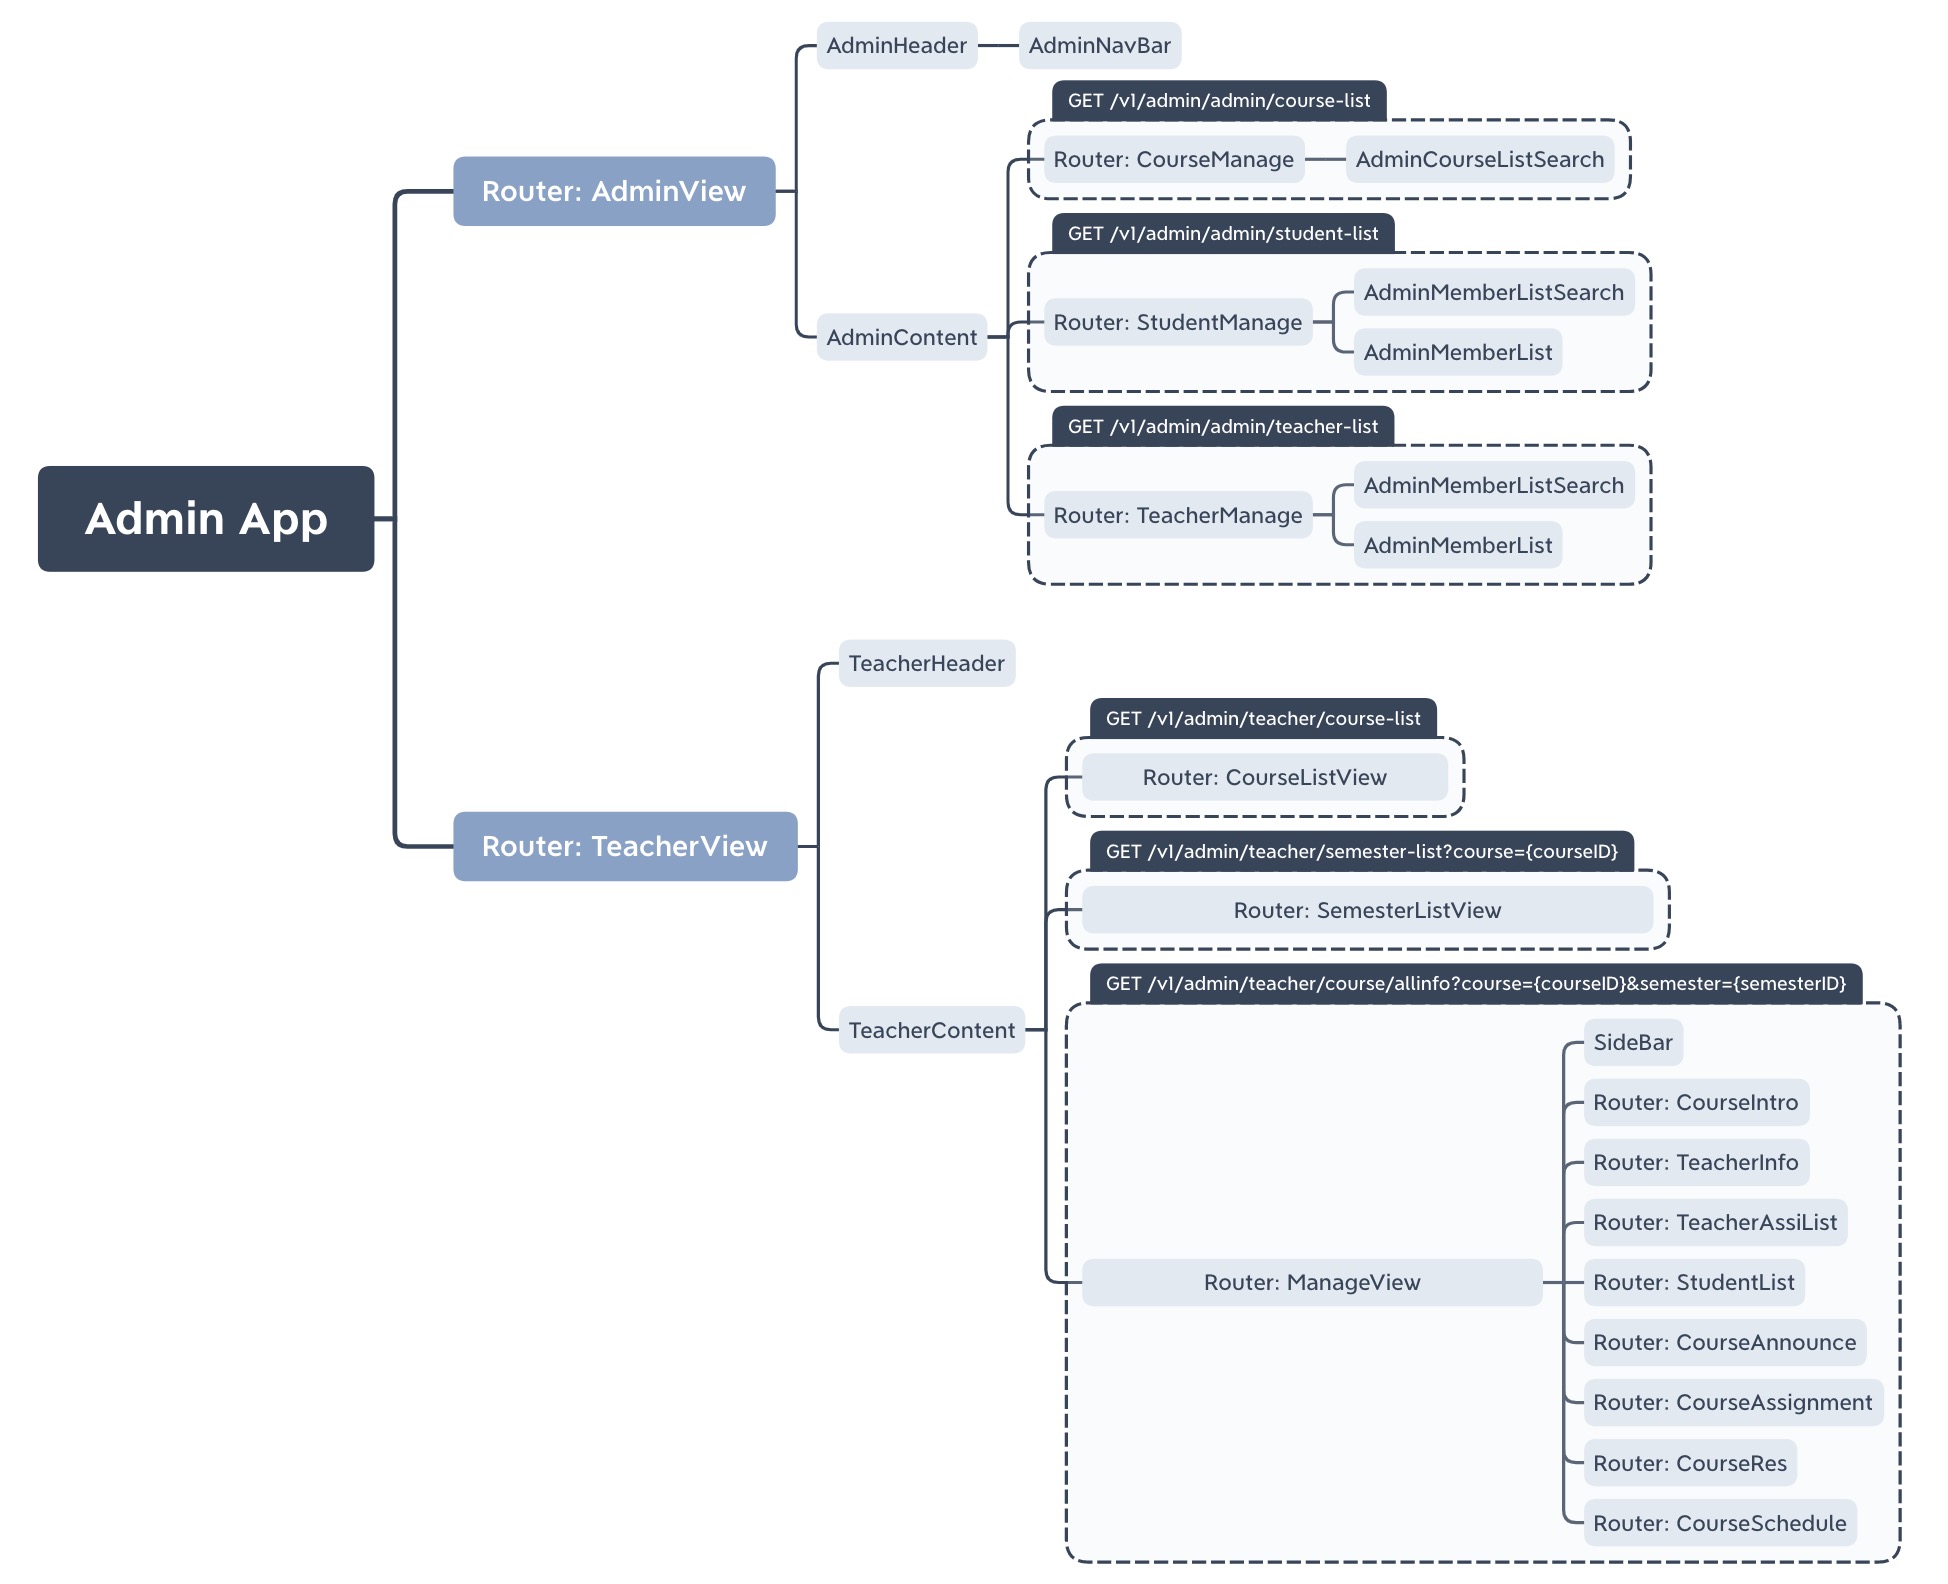 Admin App
Router: AdminView
AdminHeader
AdminNavBar
AdminContent
GET /v1/admin/admin/course-list
Router: CourseManage
AdminCourseListSearch
GET /v1/admin/admin/student-list
Router: StudentManage
AdminMemberListSearch
AdminMemberList
GET /v1/admin/admin/teacher-list
Router: TeacherManage
AdminMemberListSearch
AdminMemberList
Router: TeacherView
TeacherHeader
TeacherContent
GET /v1/admin/teacher/course-list
Router: CourseListView
GET /v1/admin/teacher/semester-list?course={courseID}
Router: SemesterListView
GET /v1/admin/teacher/course/allinfo?course={courseID}&semester={semesterID}
Router: ManageView
SideBar
Router: CourseIntro
Router: TeacherInfo
Router: TeacherAssiList
Router: StudentList
Router: CourseAnnounce
Router: CourseAssignment
Router: CourseRes
Router: CourseSchedule